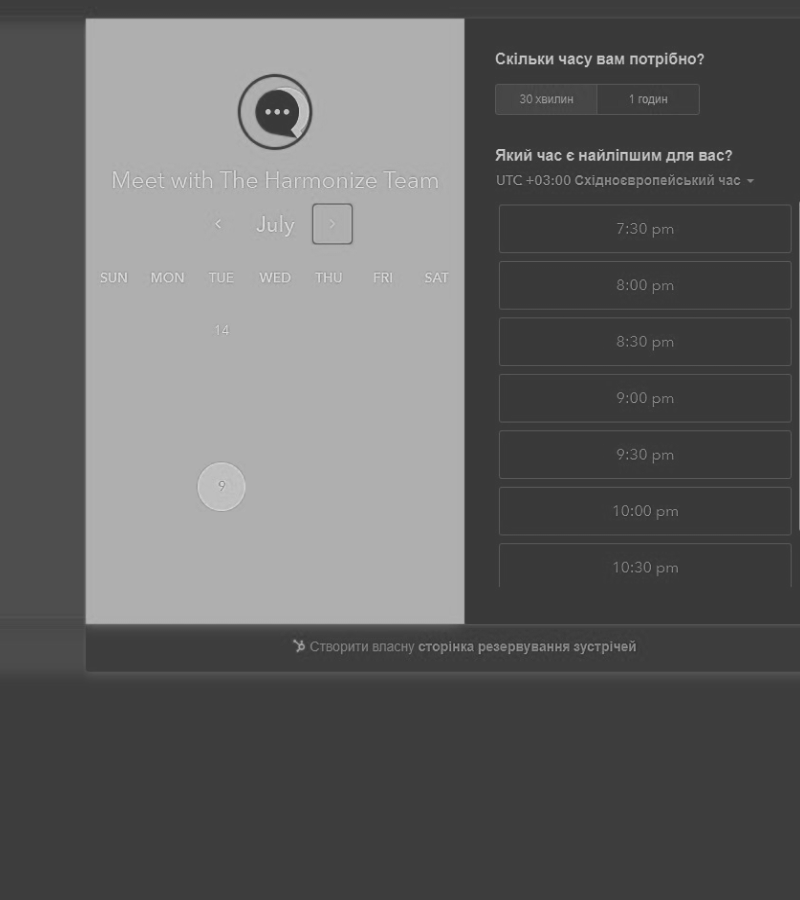 Meet with The Harmonize Team
July
SUN MON TUE WED THU FRI SAT
14
9
Скільки часу вам потрібно?
30 хвилин 1 годин
Який час є найліпшим для вас?
UTC +03:00 Східноєвропейський час
7:30 pm
8:00 pm
8:30 pm
9:00 pm
9:30 pm
10:00 pm
10:30 pm
Створити власну сторінка резервування зустрічей